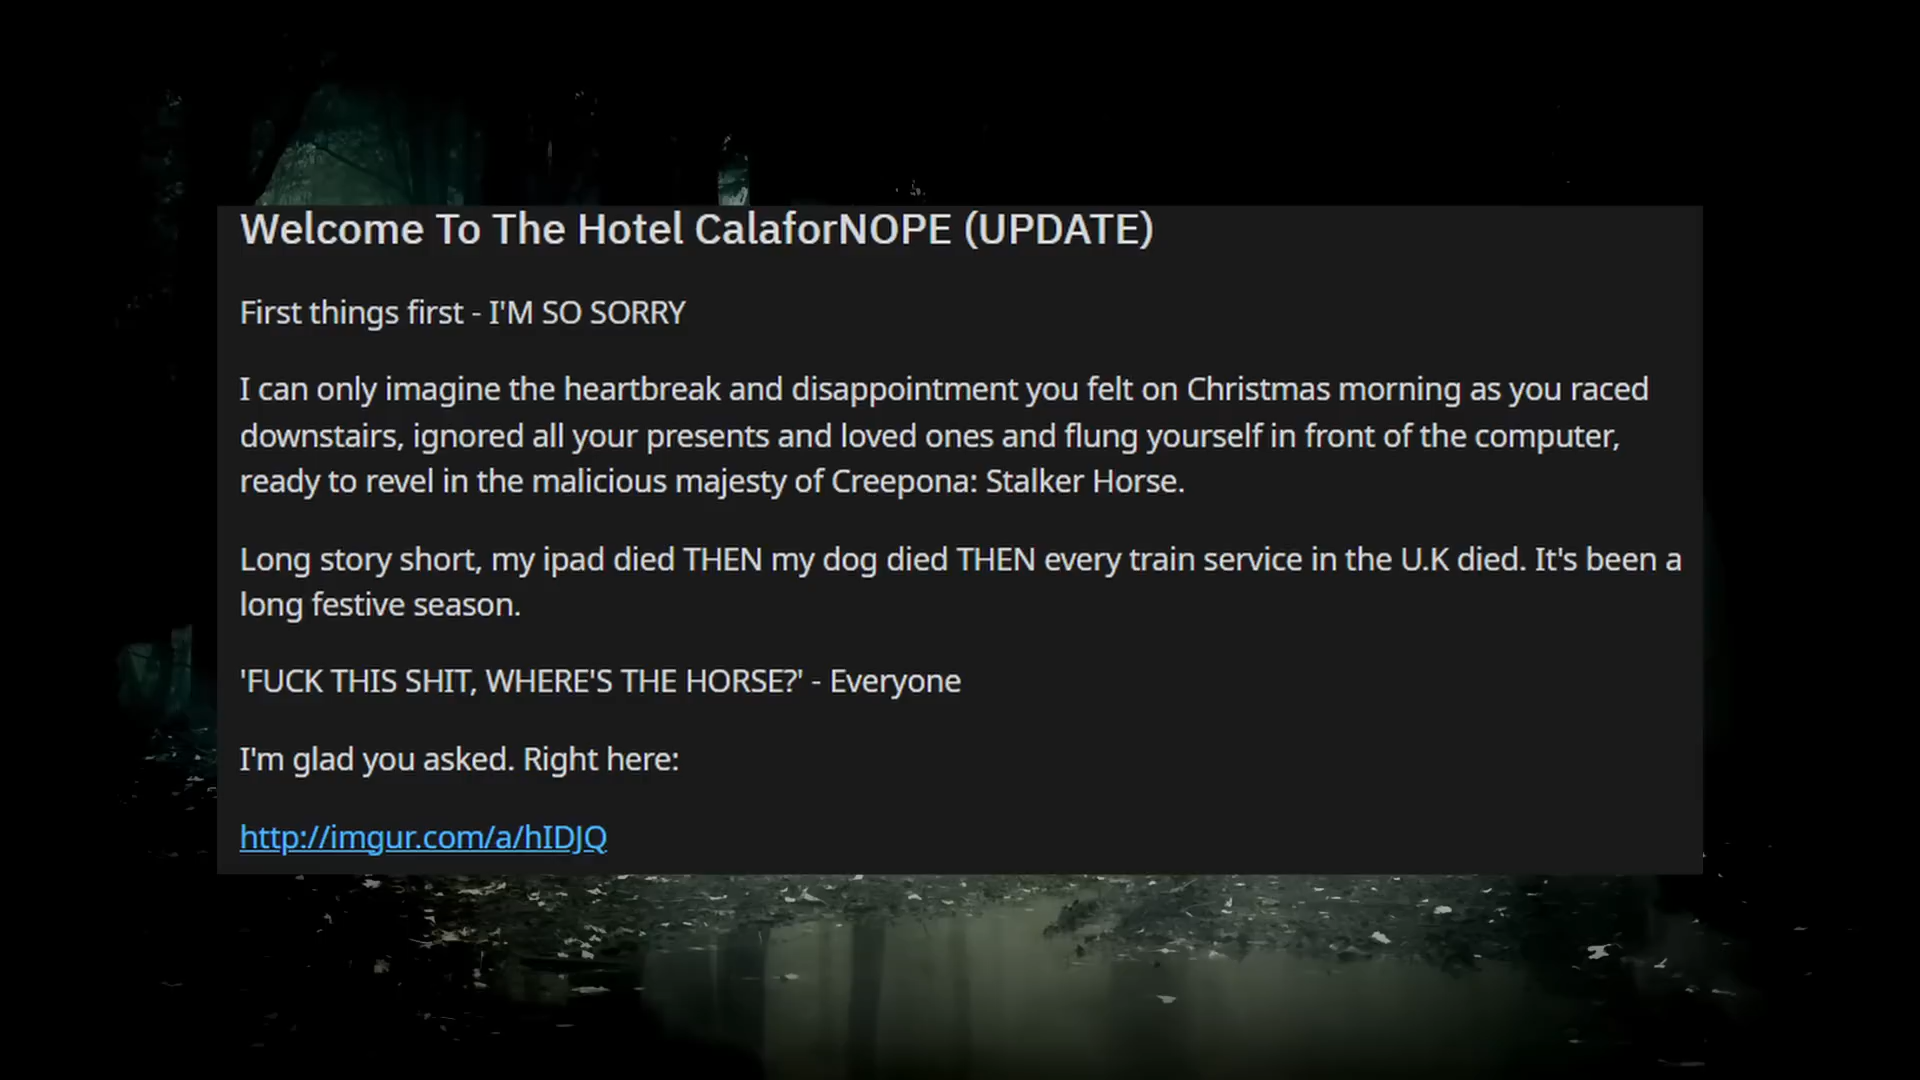 Welcome To The Hotel CalaforNOPE (UPDATE)
First things first - I'M SO SORRY
I can only imagine the heartbreak and disappointment you felt on Christmas morning as you raced
downstairs, ignored all your presents and loved ones and flung yourself in front of the computer,
ready to revel in the malicious majesty of Creepona: Stalker Horse.
Long story short, my ipad died THEN my dog died THEN every train service in the U.K died. It's been a
long festive season.
'FUCK THIS SHIT, WHERE'S THE HORSE?' - Everyone
I'm glad you asked. Right here:
http://imgur.com/a/hIDJQ